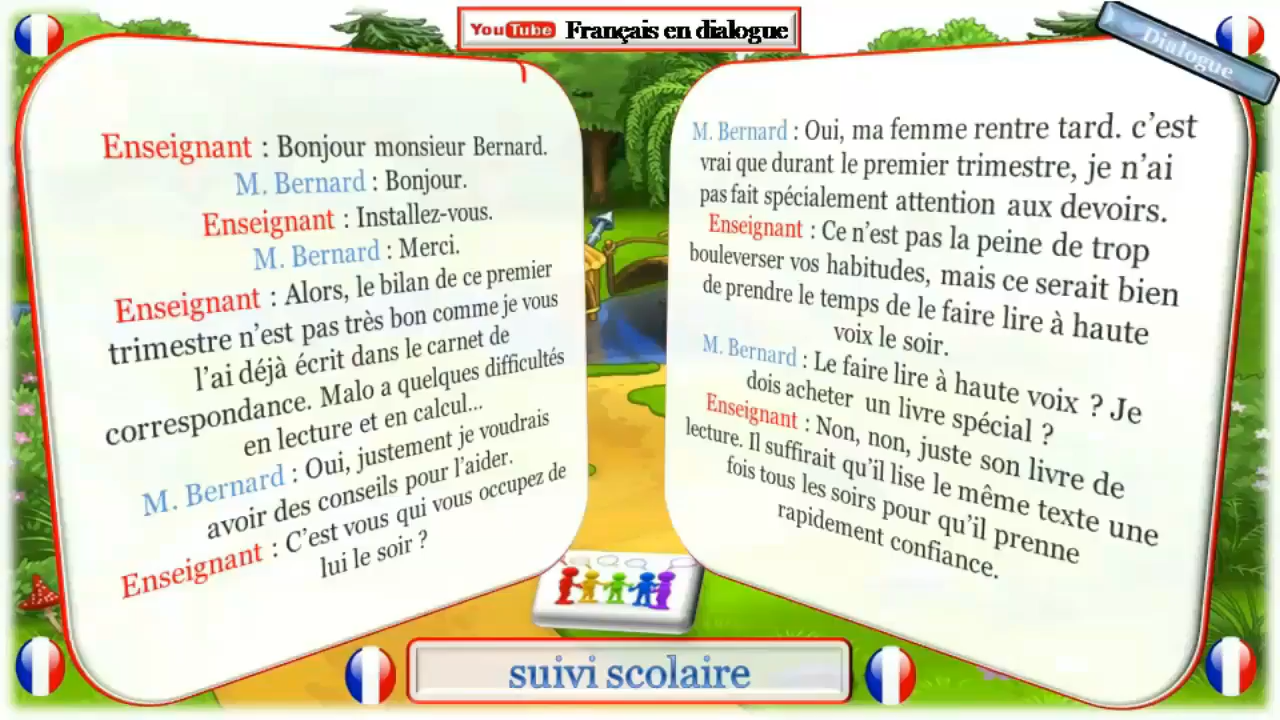 YouTube Français en dialogue
Dialogue
Enseignant : Bonjour monsieur Bernard.
M. Bernard : Bonjour.
Enseignant : Installez-vous.
M. Bernard : Merci.
Enseignant : Alors, le bilan de ce premier
trimestre n'est pas très bon comme je vous
l'ai déjà écrit dans le carnet de
correspondance. Malo a quelques difficultés
en lecture et en calcul...
M. Bernard : Oui, justement je voudrais
avoir des conseils pour l'aider.
Enseignant : C'est vous qui vous occupez de
lui le soir ?
M. Bernard : Oui, ma femme rentre tard. c'est
vrai que durant le premier trimestre, je n'ai
pas fait spécialement attention aux devoirs.
Enseignant : Ce n'est pas la peine de trop
bouleverser vos habitudes, mais ce serait bien
de prendre le temps de le faire lire à haute
voix le soir.
M. Bernard : Le faire lire à haute voix ? Je
dois acheter un livre spécial ?
Enseignant : Non, non, juste son livre de
lecture. Il suffirait qu'il lise le même texte une
fois tous les soirs pour qu'il prenne
rapidement confiance.
suivi scolaire